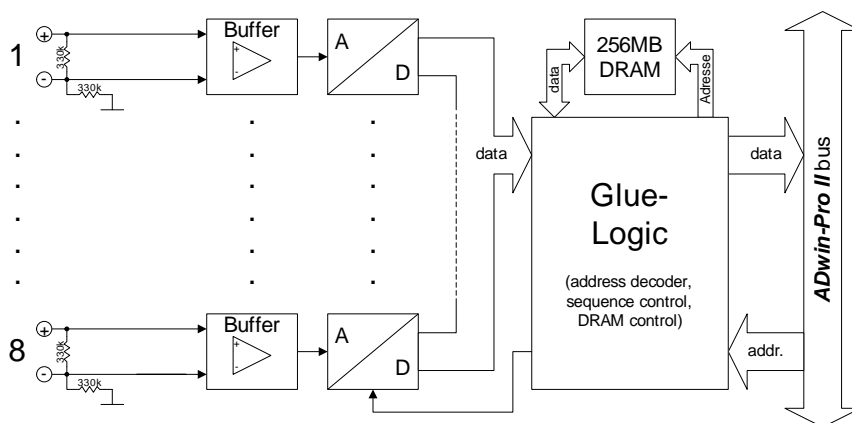 1
+
-
330k
330k
Buffer
+
-
A
D
data
data
256MB
DRAM
Adresse
Glue-
Logic
(address decoder,
sequence control,
DRAM control)
data
addr.
ADwin-Pro II bus
8
+
-
330k
330k
Buffer
+
-
A
D